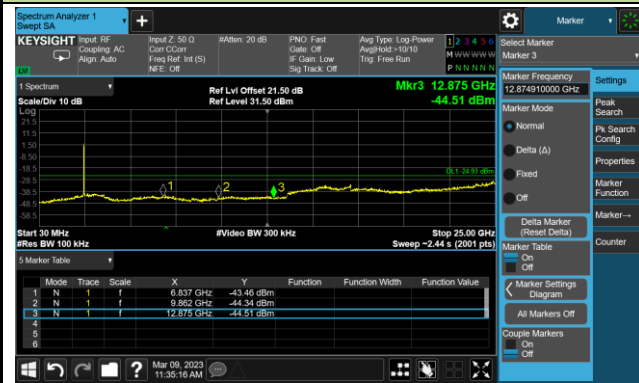 Spectrum Analyzer 1
Swept SA
Marker
KEYSIGHT
Input: RF
Coupling: AC
Align: Auto
Input Z: 50 Ω
Corr CCorr
Freq Ref: Int (S)
NFE: Off
#Atten: 20 dB
PNO: Fast
Gate: Off
IF Gain: Low
Sig Track: Off
Avg Type: Log-Power
Avg|Hold:>10/10
Trig: Free Run
1 2 3 4 5 6
M W W W W W
P N N N N N
Select Marker
Marker 3
1 Spectrum
Scale/Div 10 dB
Ref Lvl Offset 21.50 dB
Ref Level 31.50 dBm
Mkr3 12.875 GHz
-44.51 dBm
Log
21.5
11.5
1.50
-8.50
-18.5
-28.5
-38.5
-48.5
-58.5
DL1 -24.93 dBm
1
2
3
Start 30 MHz
#Res BW 100 kHz
#Video BW 300 kHz
Stop 25.00 GHz
Sweep ~2.44 s (2001 pts)
5 Marker Table
Mode Trace Scale X Y Function Function Width Function Value
1 N 1 f 6.837 GHz -43.46 dBm
2 N 1 f 9.862 GHz -44.34 dBm
3 N 1 f 12.875 GHz -44.51 dBm
4
5
6
Marker Frequency
12.874910000 GHz
Marker Mode
Normal
Delta (Δ)
Fixed
Off
Delta Marker
(Reset Delta)
Marker Table
On
Off
Marker Settings
Diagram
All Markers Off
Couple Markers
On
Off
Settings
Peak
Search
Pk Search
Config
Properties
Marker
Function
Marker→
Counter
Mar 09, 2023
11:35:16 AM